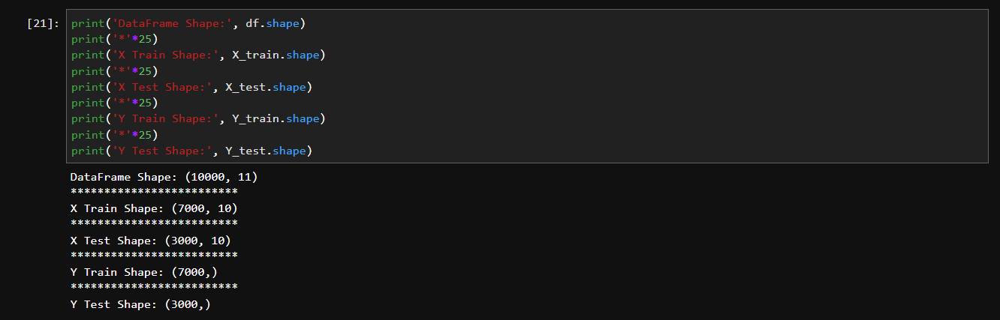 [21]: print('DataFrame Shape:', df.shape)
print('*'*25)
print('X Train Shape:', X_train.shape)
print('*'*25)
print('X Test Shape:', X_test.shape)
print('*'*25)
print('Y Train Shape:', Y_train.shape)
print('*'*25)
print('Y Test Shape:', Y_test.shape)
DataFrame Shape: (10000, 11)
*************************
X Train Shape: (7000, 10)
*************************
X Test Shape: (3000, 10)
*************************
Y Train Shape: (7000,)
*************************
Y Test Shape: (3000,)